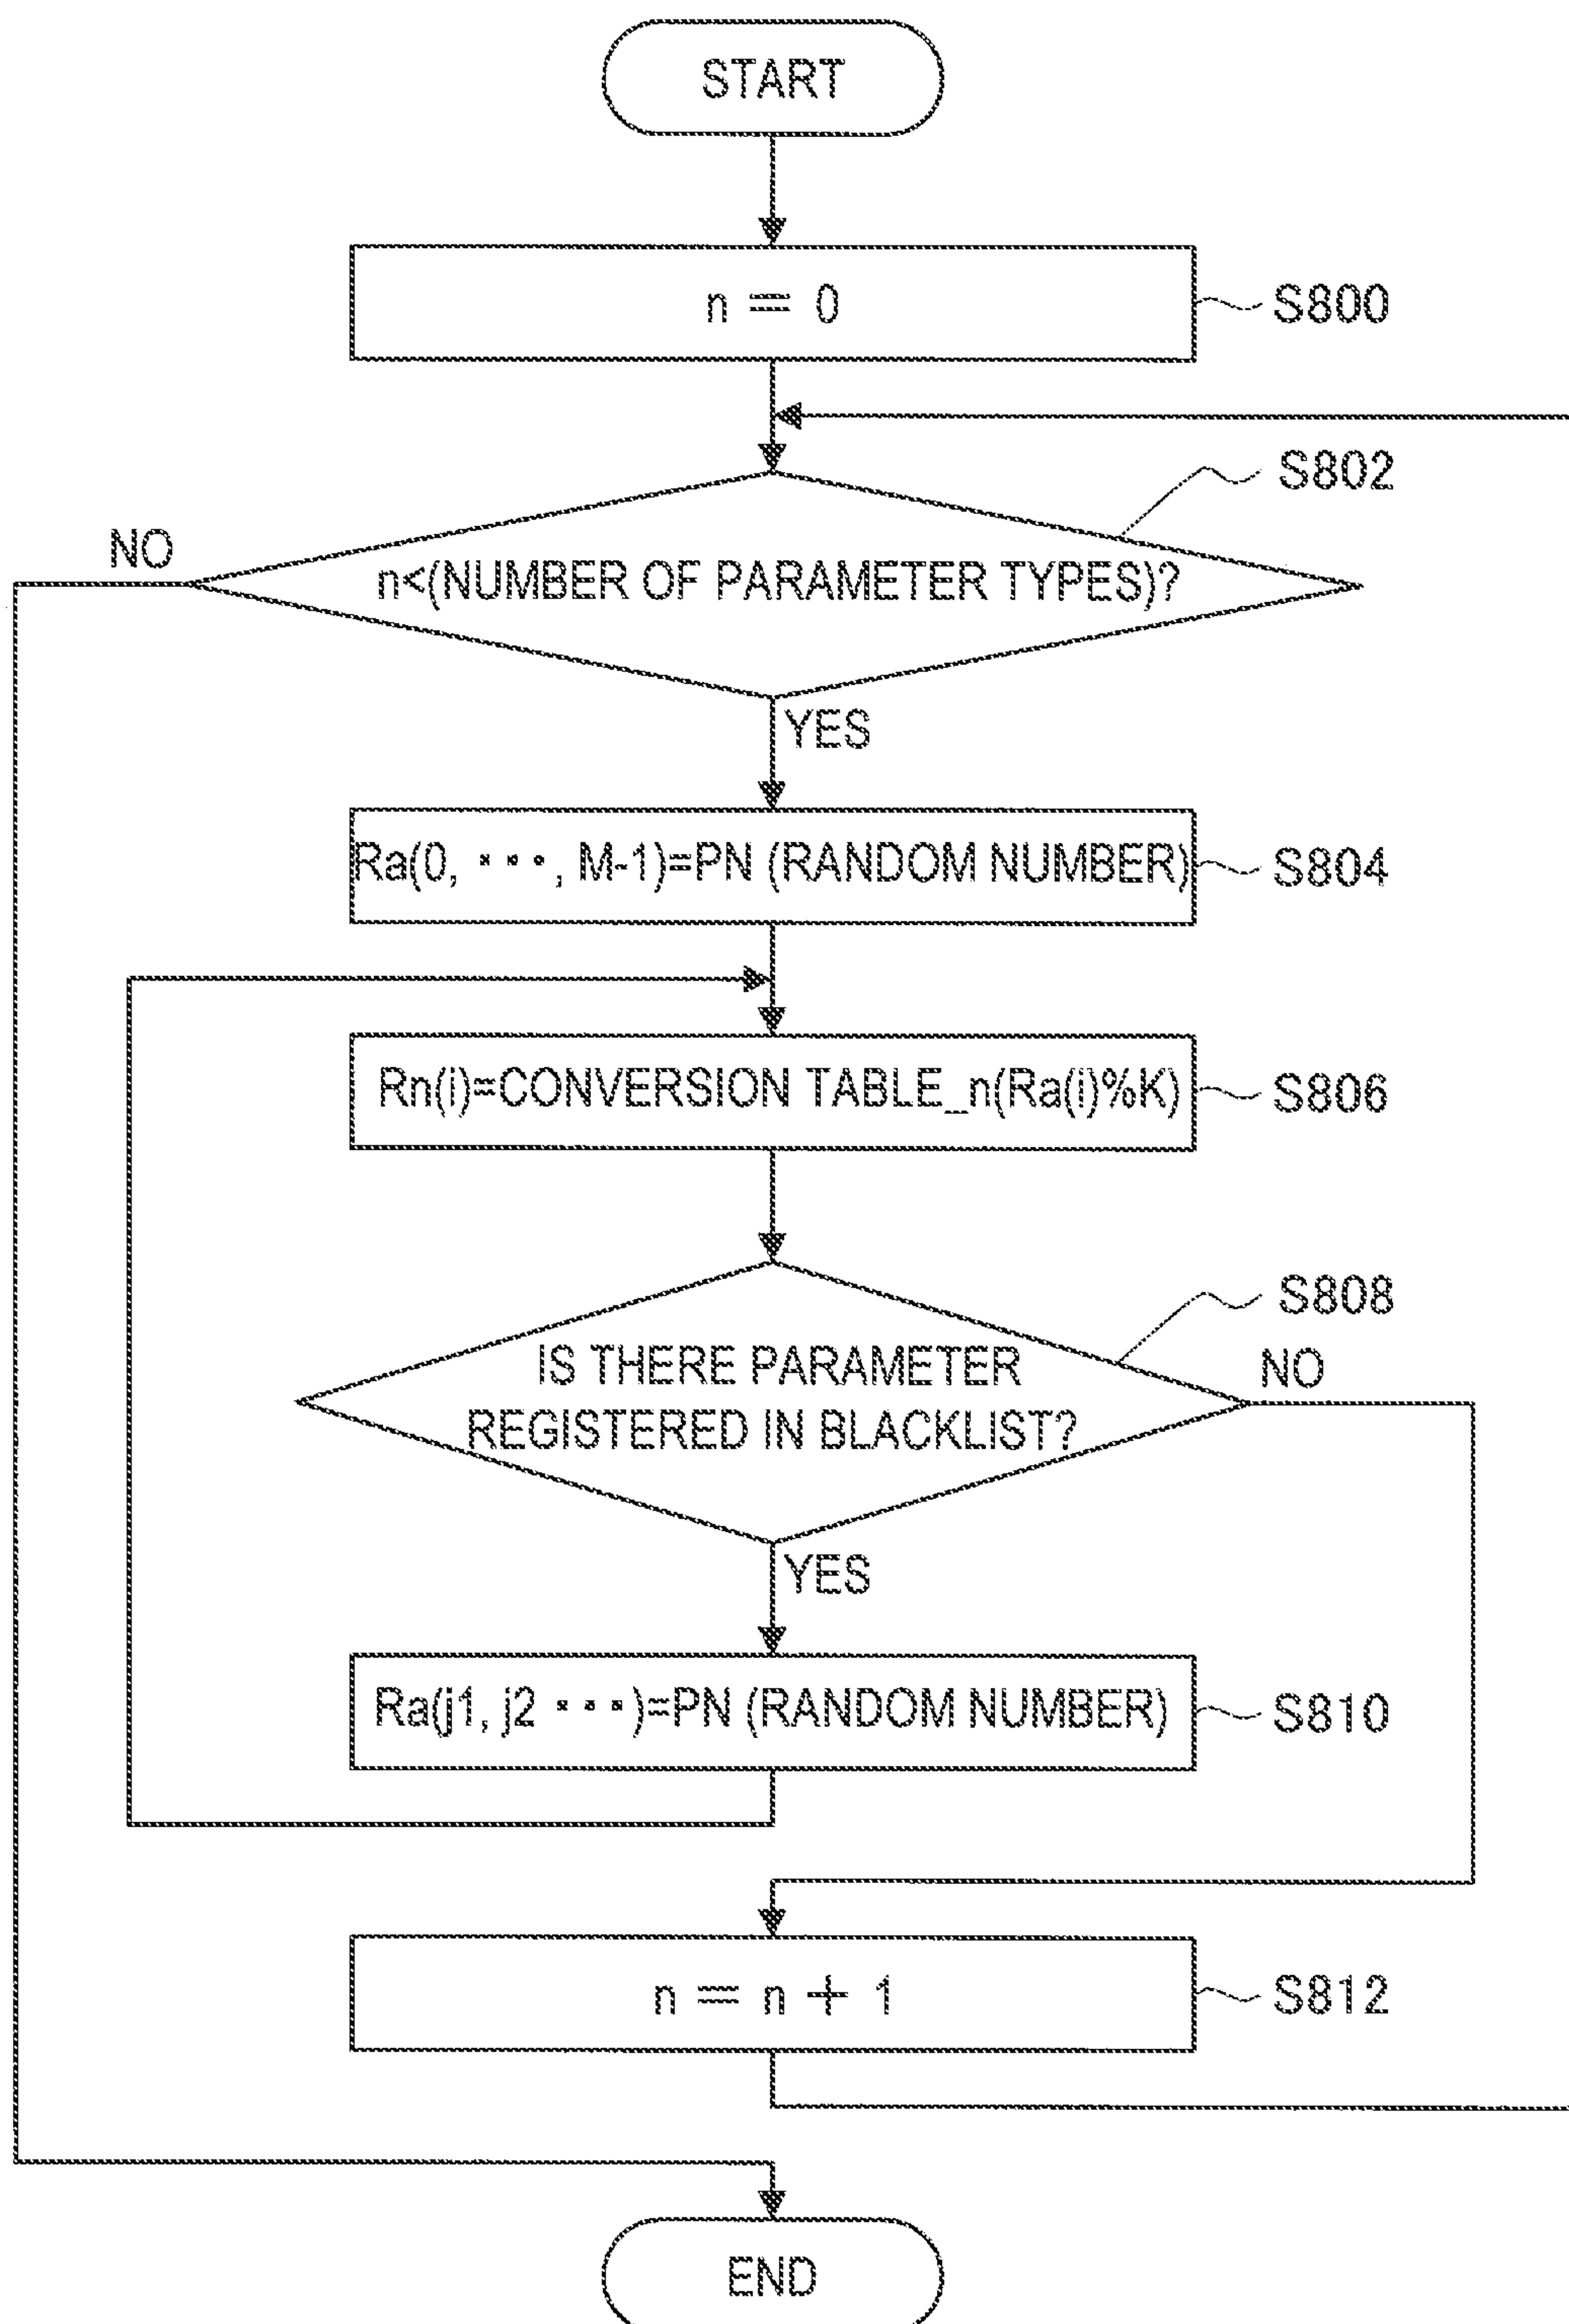 START
n = 0
S800
S802
NO
n<(NUMBER OF PARAMETER TYPES)?
YES
Ra(0, ･･･, M-1)=PN (RANDOM NUMBER)
S804
Rn(i)=CONVERSION TABLE_n(Ra(i)%K)
S806
S808
IS THERE PARAMETER
REGISTERED IN BLACKLIST?
NO
YES
Ra(j1, j2 ･･･)=PN (RANDOM NUMBER)
S810
n = n + 1
S812
END